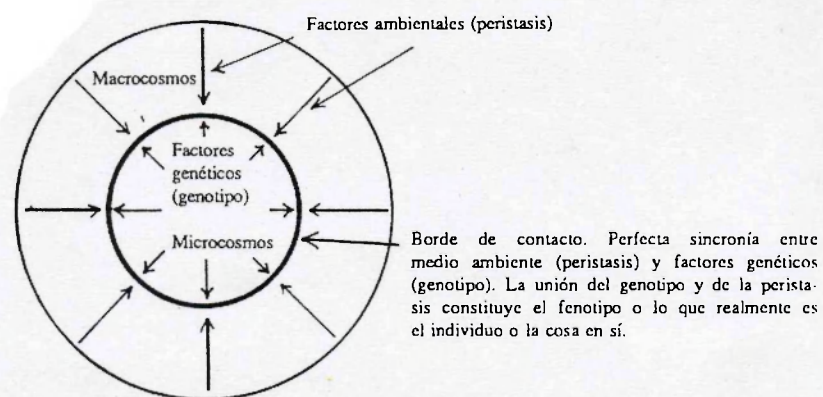 Factores ambientales (peristasis)
Macrocosmos
Factores
genéticos
(genotipo)
Microcosmos
Borde de contacto. Perfecta sincronía entre
medio ambiente (peristasis) y factores genéticos
(genotipo). La unión del genotipo y de la perista-
sis constituye el fenotipo o lo que realmente es
el individuo o la cosa en sí.